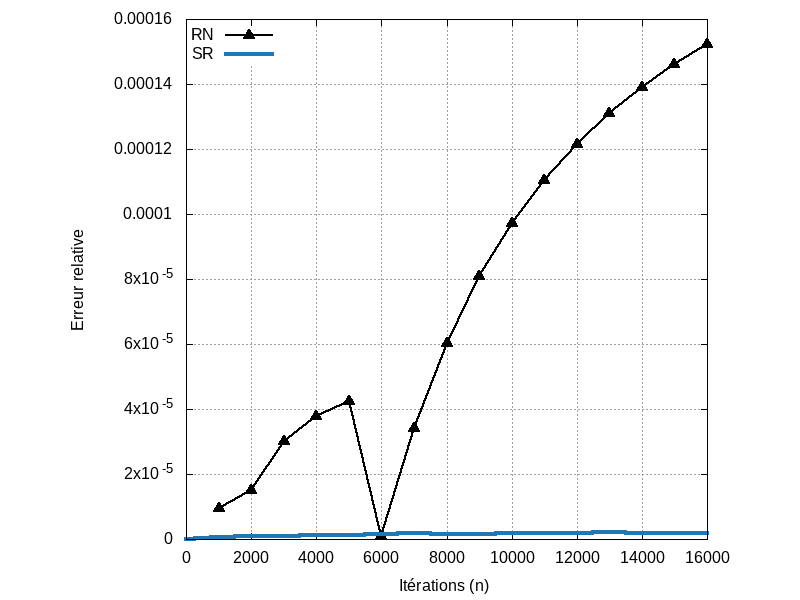 0.00016
RN
SR
0.00014
0.00012
0.0001
8x10⁻⁵
6x10⁻⁵
4x10⁻⁵
2x10⁻⁵
0
Erreur relative
0 2000 4000 6000 8000 10000 12000 14000 16000
Itérations (n)